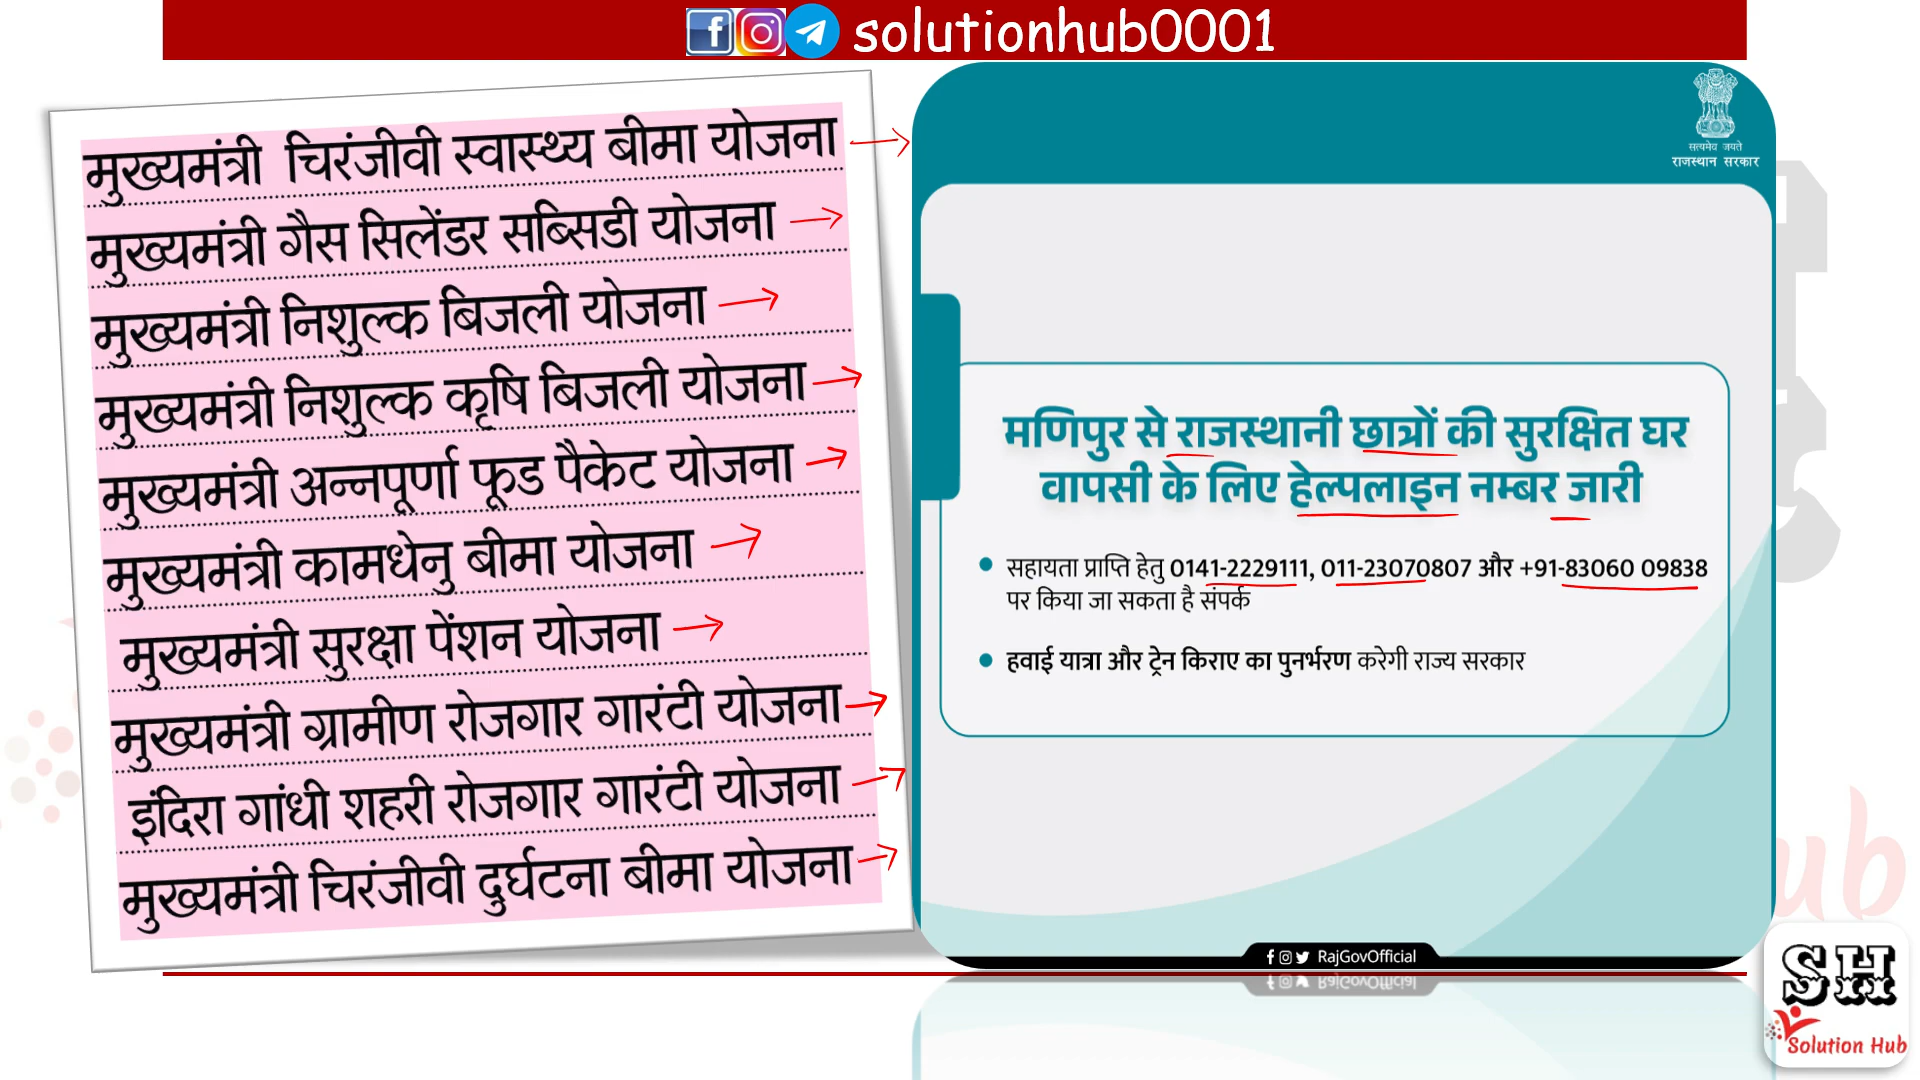 solutionhub0001
मुख्यमंत्री चिरंजीवी स्वास्थ्य बीमा योजना
मुख्यमंत्री गैस सिलेंडर सब्सिडी योजना
मुख्यमंत्री निशुल्क बिजली योजना
मुख्यमंत्री निशुल्क कृषि बिजली योजना
मुख्यमंत्री अन्नपूर्णा फूड पैकेट योजना
मुख्यमंत्री कामधेनु बीमा योजना
मुख्यमंत्री सुरक्षा पेंशन योजना
मुख्यमंत्री ग्रामीण रोजगार गारंटी योजना
इंदिरा गांधी शहरी रोजगार गारंटी योजना
मुख्यमंत्री चिरंजीवी दुर्घटना बीमा योजना
सत्यमेव जयते
राजस्थान सरकार
मणिपुर से राजस्थानी छात्रों की सुरक्षित घर
वापसी के लिए हेल्पलाइन नम्बर जारी
सहायता प्राप्ति हेतु 0141-2229111, 011-23070807 और +91-83060 09838
पर किया जा सकता है संपर्क
हवाई यात्रा और ट्रेन किराए का पुनर्भरण करेगी राज्य सरकार
RajGovOfficial
ub
SH
Solution Hub